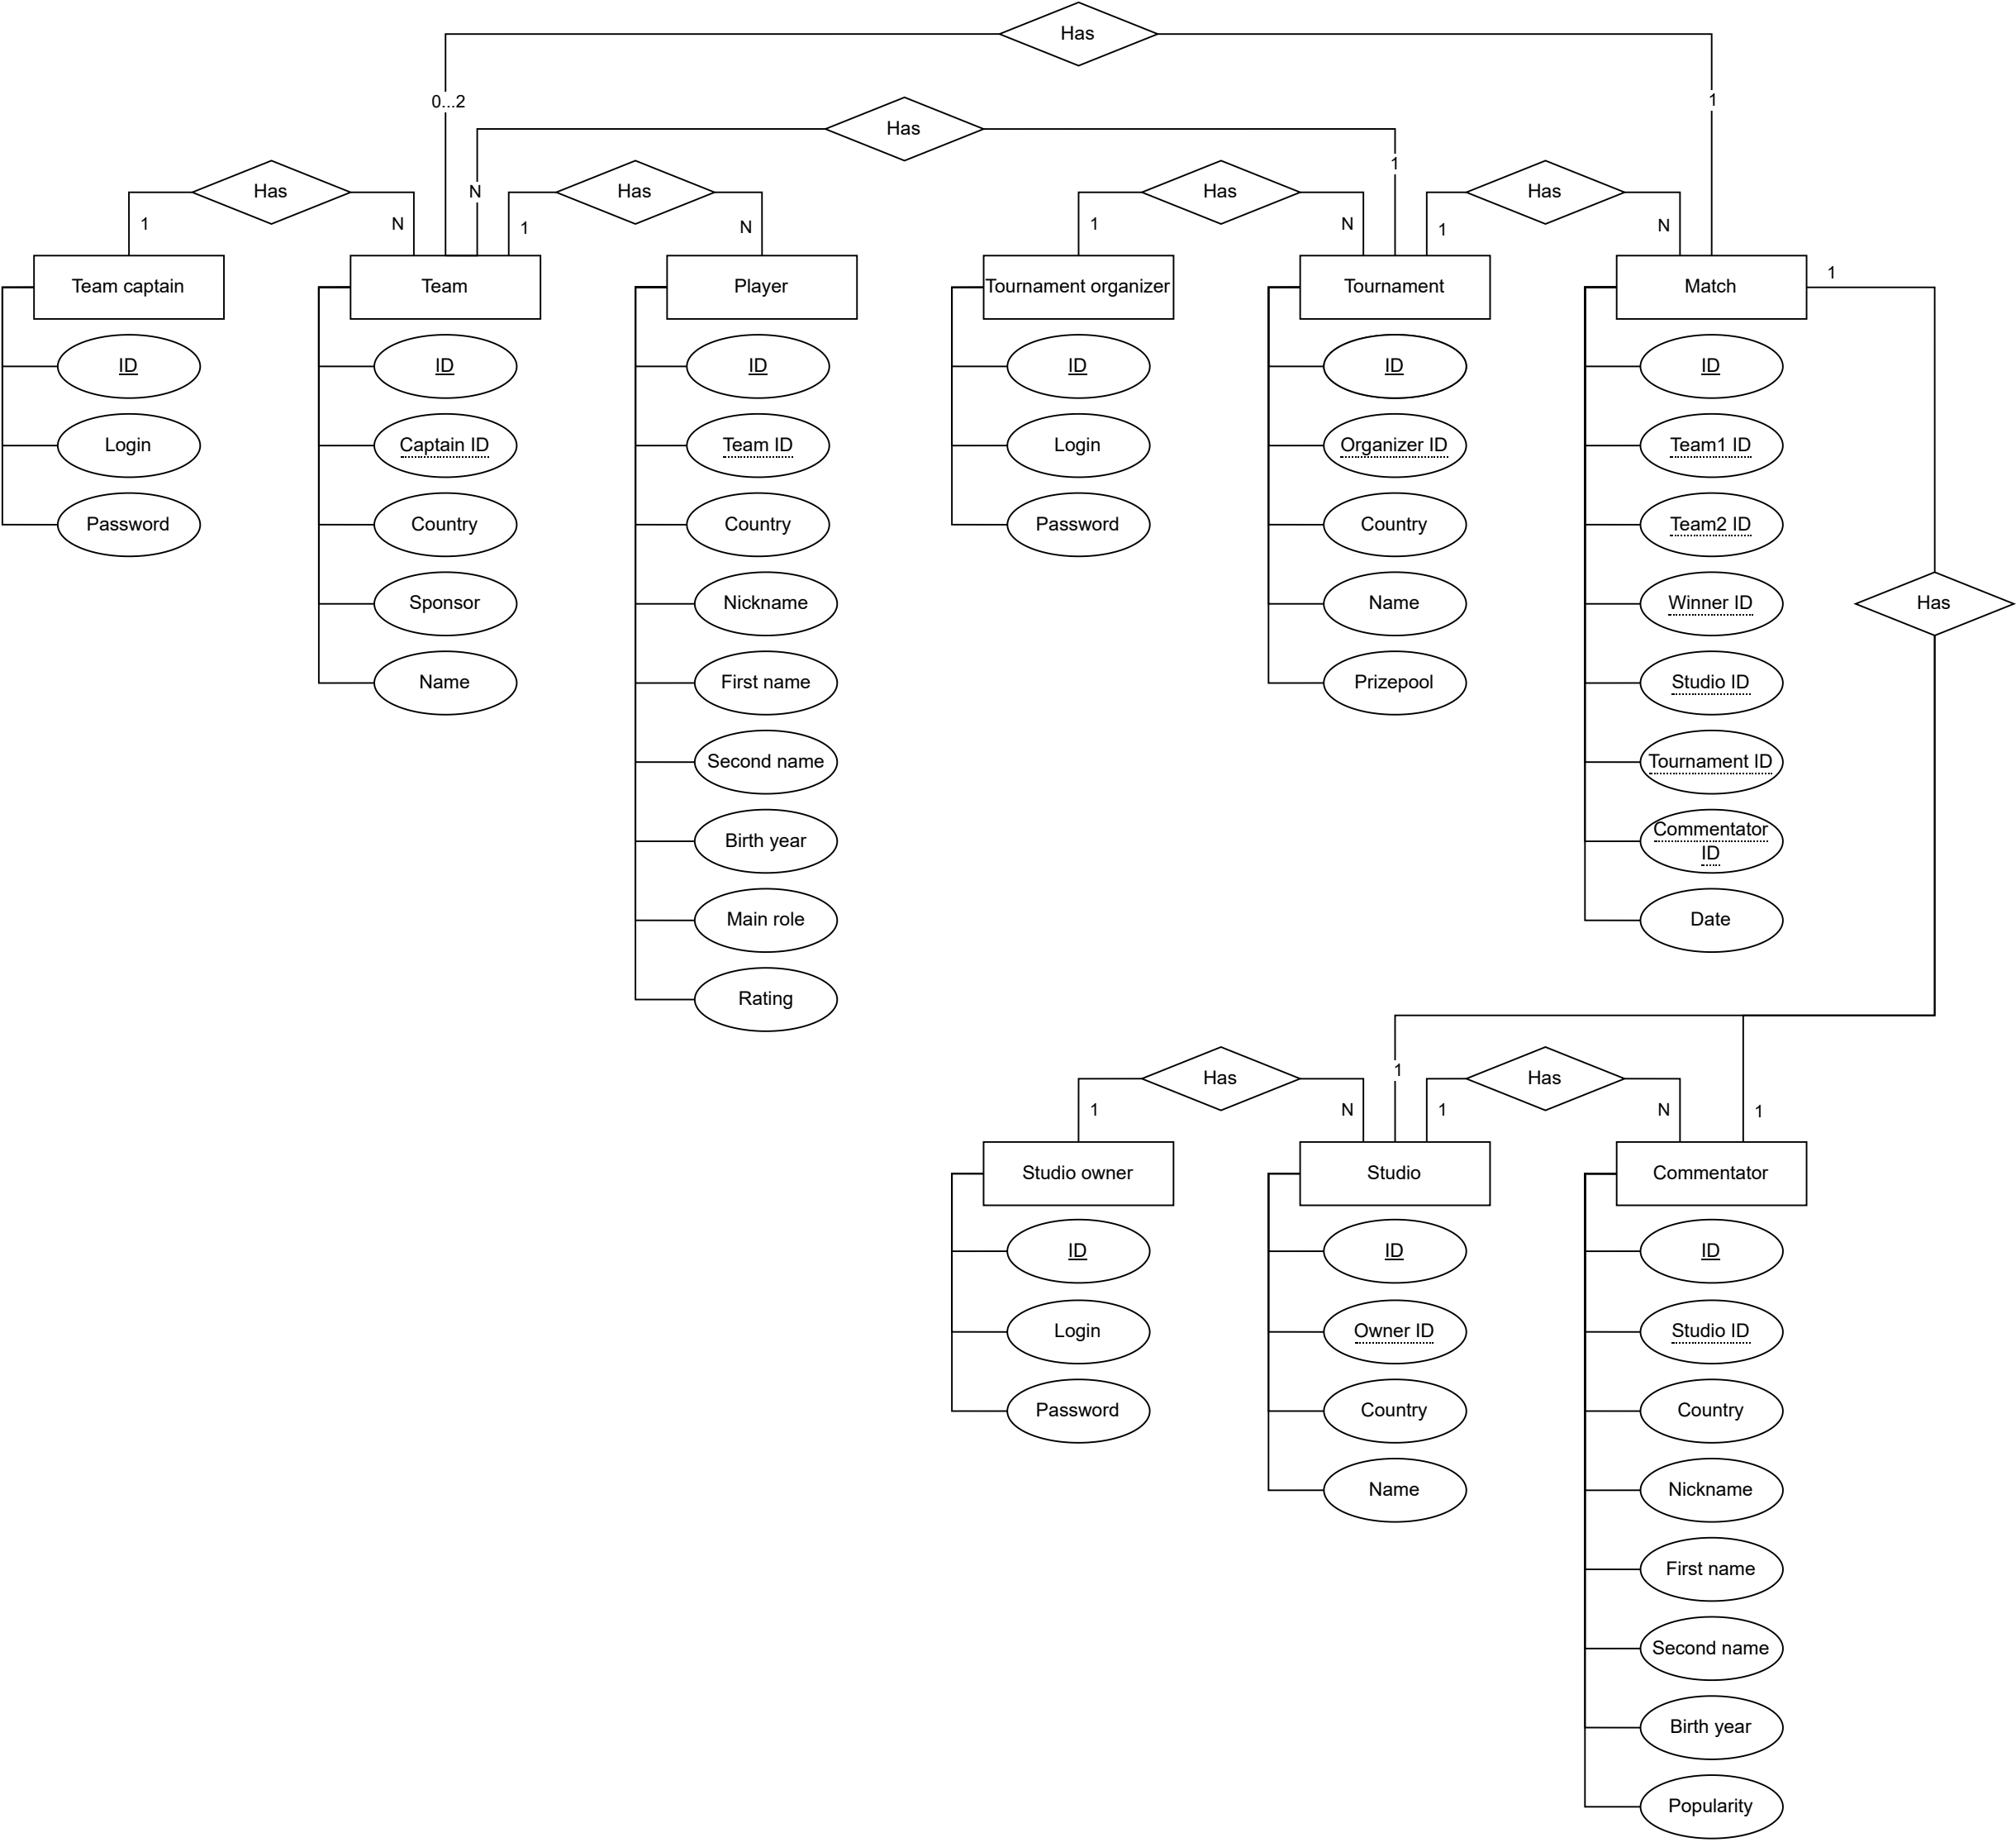 Has
0...2
1
Has
N
1
Has
1
N
Has
1
N
Has
1
N
Has
1
N
Team captain
Team
Player
Tournament organizer
Tournament
Match
1
ID
Login
Password
ID
Captain ID
Country
Sponsor
Name
ID
Team ID
Country
Nickname
First name
Second name
Birth year
Main role
Rating
ID
Login
Password
ID
Organizer ID
Country
Name
Prizepool
ID
Team1 ID
Team2 ID
Winner ID
Studio ID
Tournament ID
Commentator
ID
Date
Has
1
1
Has
1
N
Has
1
N
Studio owner
Studio
Commentator
ID
Login
Password
ID
Owner ID
Country
Name
ID
Studio ID
Country
Nickname
First name
Second name
Birth year
Popularity